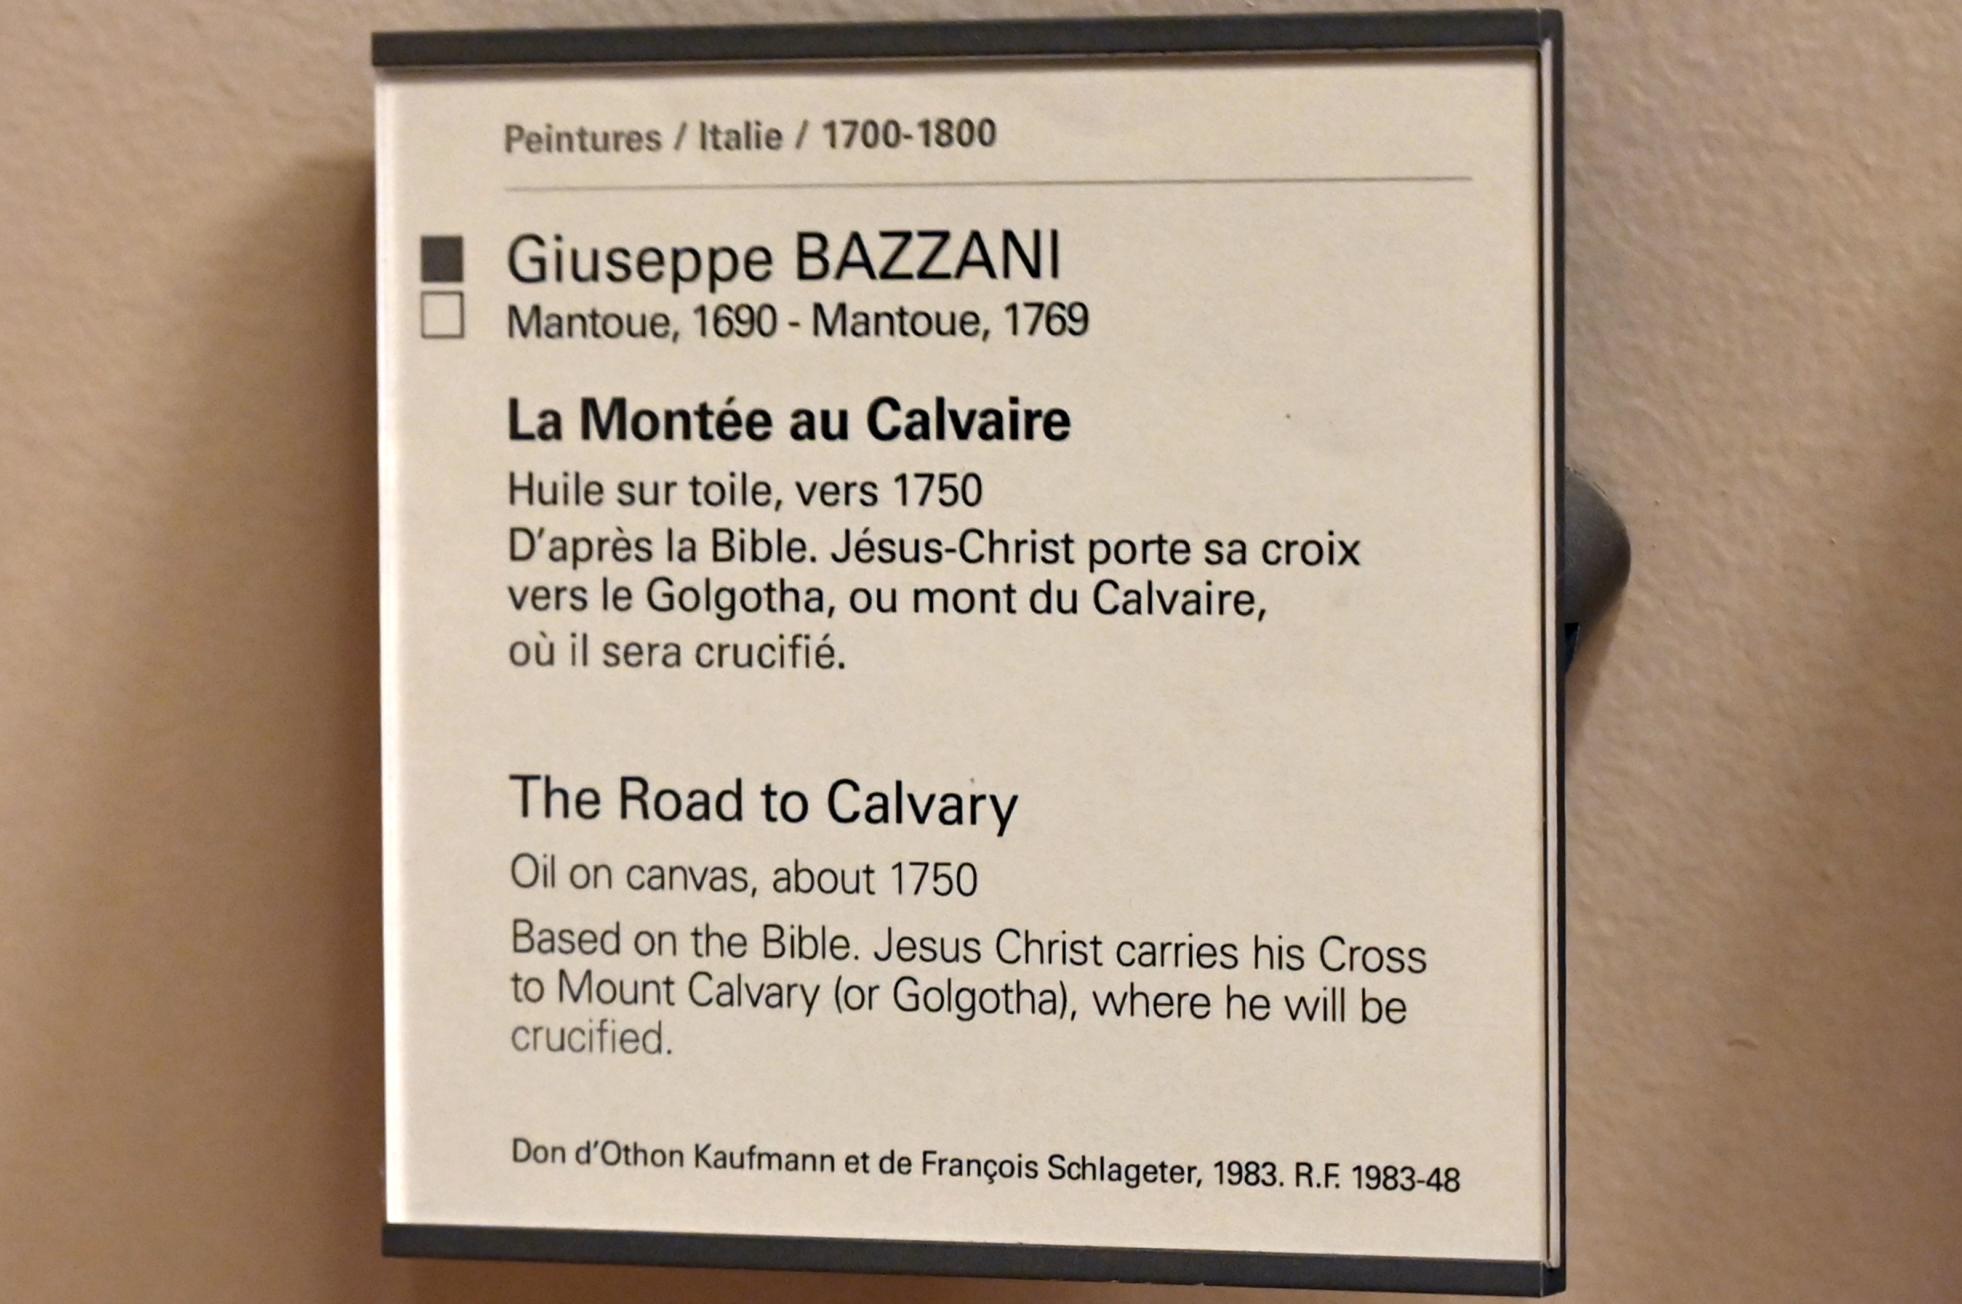 Peintures / Italie / 1700-1800
Giuseppe BAZZANI
Mantoue, 1690 - Mantoue, 1769
La Montée au Calvaire
Huile sur toile, vers 1750
D'après la Bible. Jésus-Christ porte sa croix
vers le Golgotha, ou mont du Calvaire,
où il sera crucifié.
The Road to Calvary
Oil on canvas, about 1750
Based on the Bible. Jesus Christ carries his Cross
to Mount Calvary (or Golgotha), where he will be
crucified.
Don d'Othon Kaufmann et de François Schlageter, 1983. R.F. 1983-48